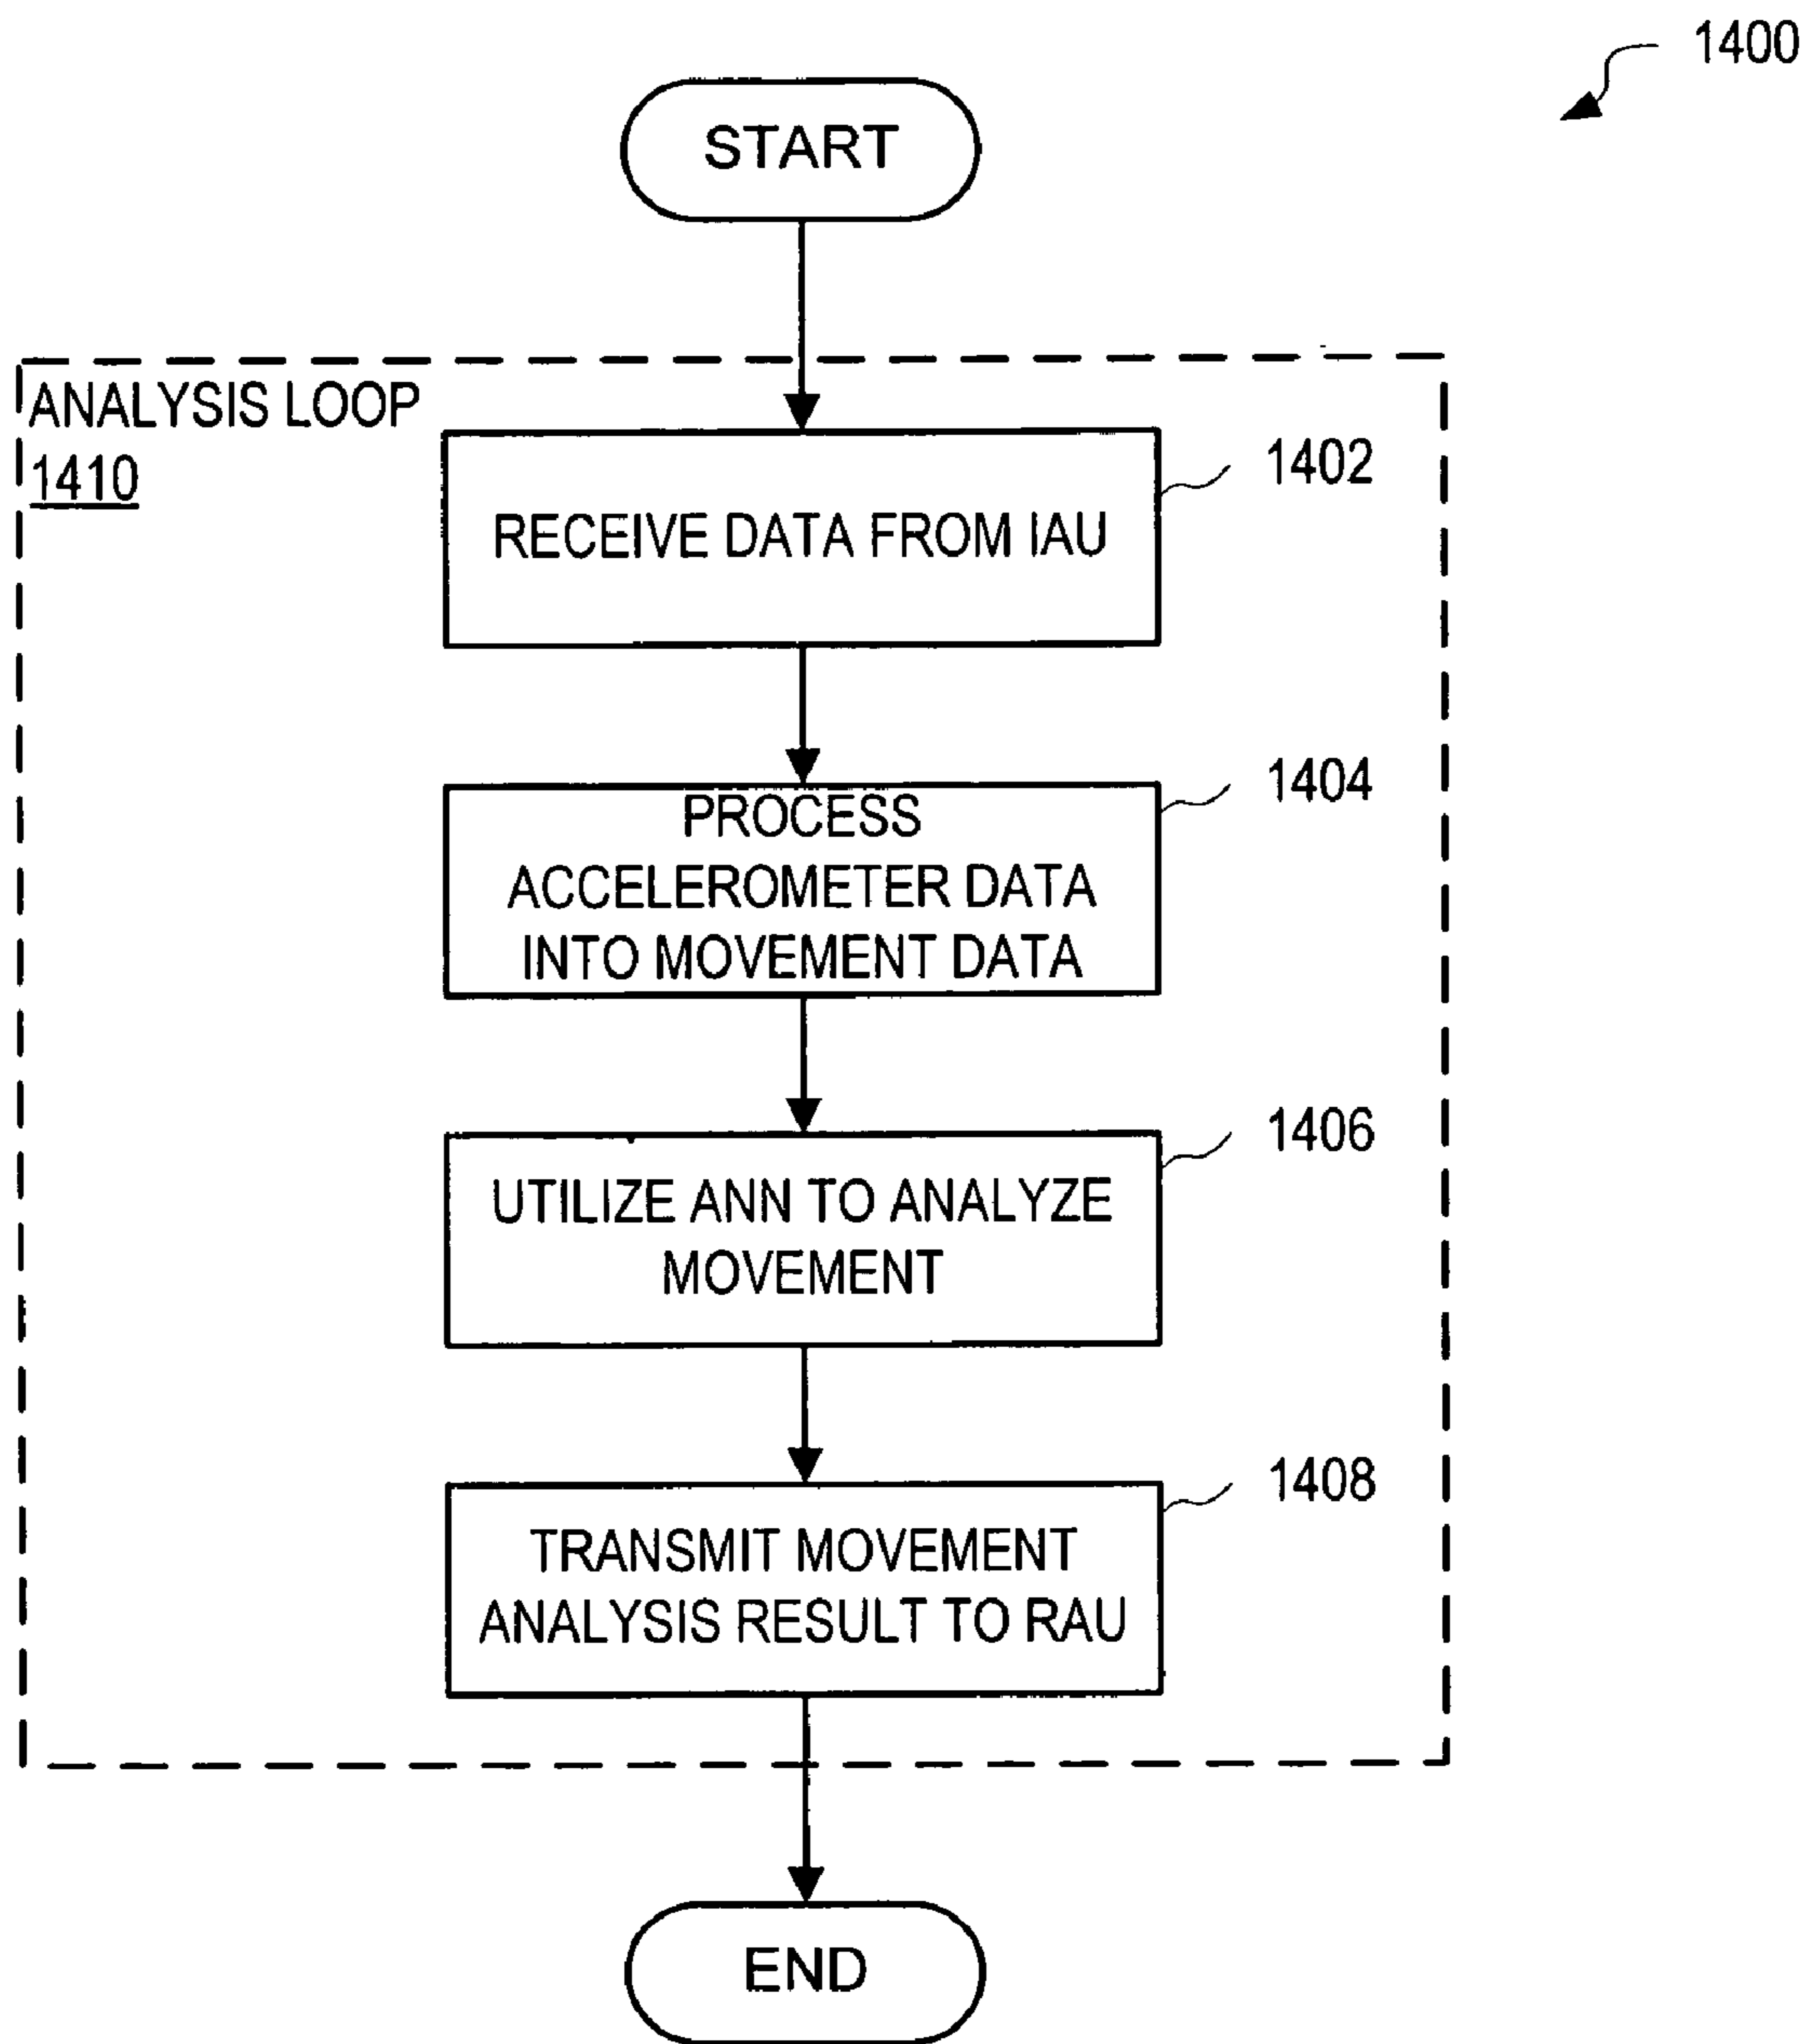 1400
START
ANALYSIS LOOP
1410
1402
RECEIVE DATA FROM IAU
1404
PROCESS
ACCELEROMETER DATA
INTO MOVEMENT DATA
1406
UTILIZE ANN TO ANALYZE
MOVEMENT
1408
TRANSMIT MOVEMENT
ANALYSIS RESULT TO RAU
END